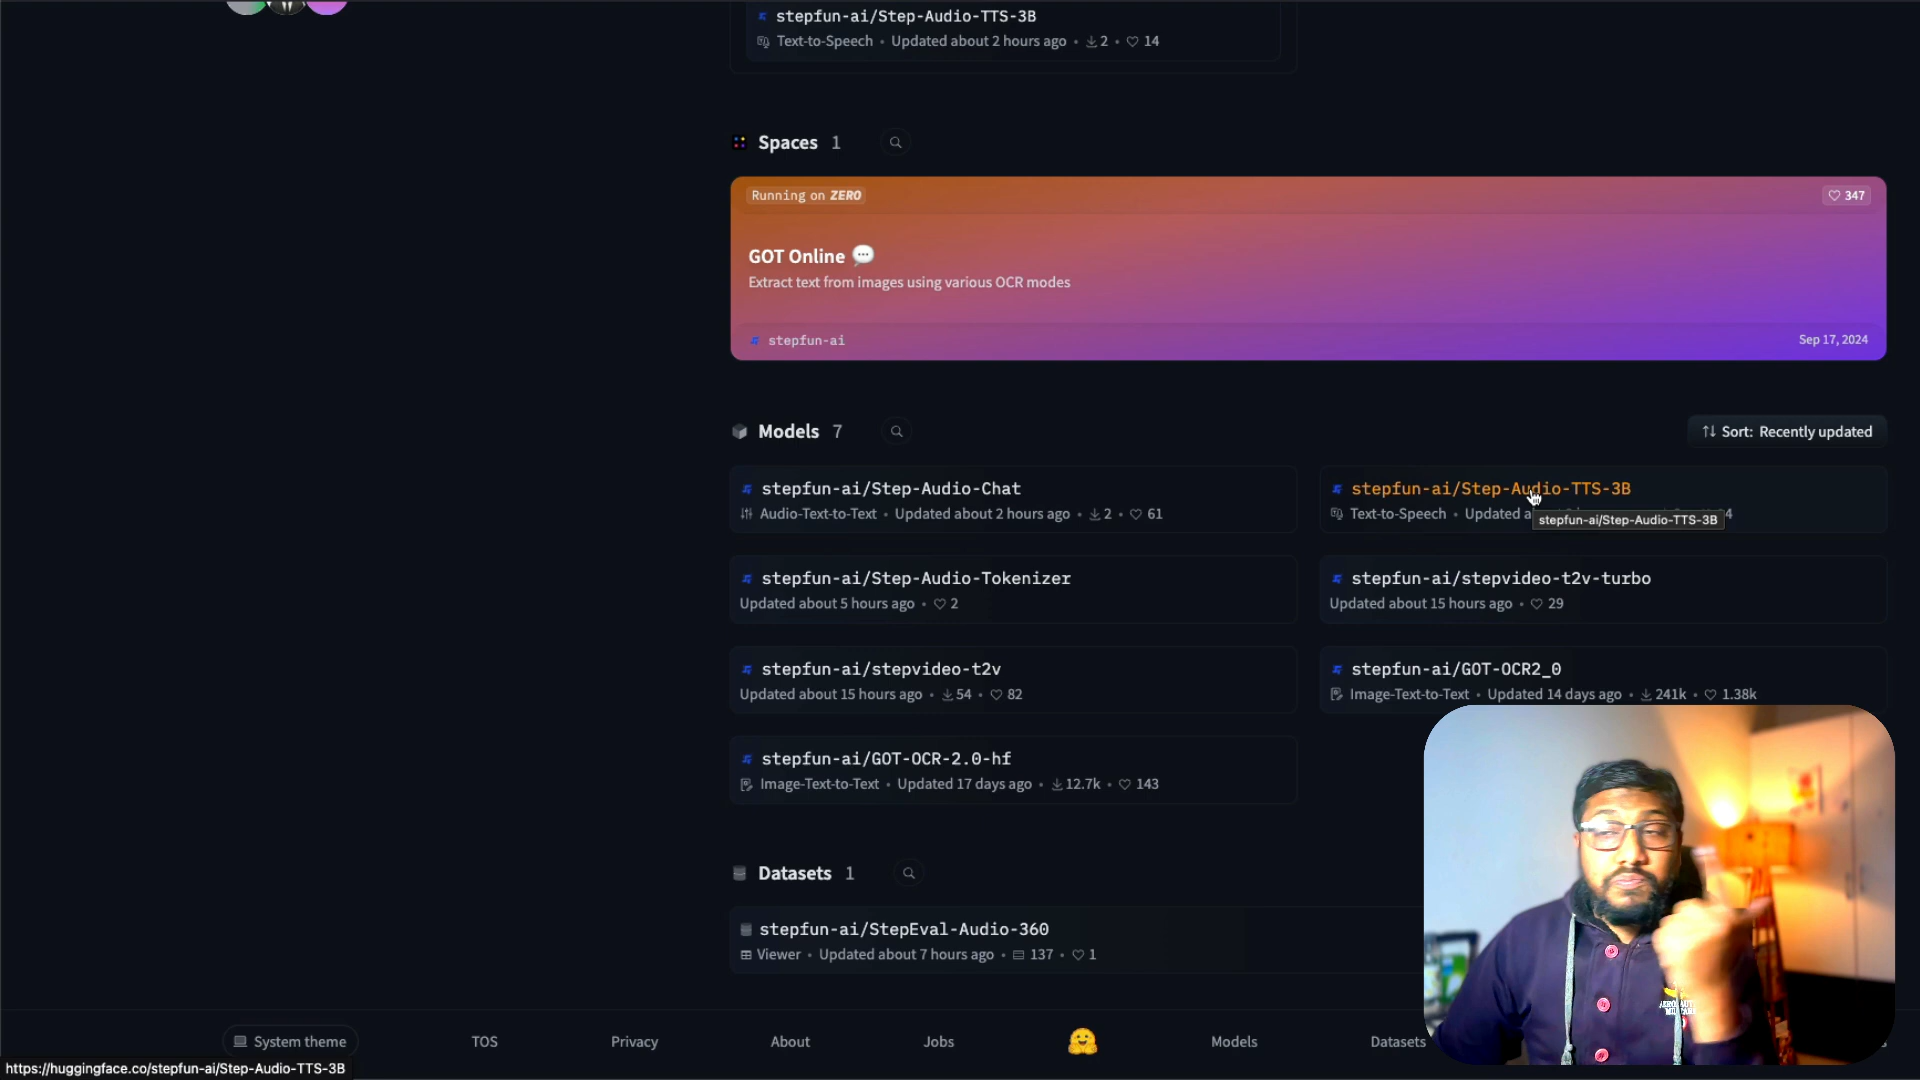 stepfun-ai/Step-Audio-TTS-3B
Text-to-Speech • Updated about 2 hours ago • 2 • 14
Spaces 1
Running on ZERO
347
GOT Online
Extract text from images using various OCR modes
stepfun-ai
Sep 17, 2024
Models 7
Sort: Recently updated
stepfun-ai/Step-Audio-Chat
Audio-Text-to-Text • Updated about 2 hours ago • 2 • 61
stepfun-ai/Step-Audio-TTS-3B
Text-to-Speech • Updated
stepfun-ai/Step-Audio-TTS-3B
stepfun-ai/Step-Audio-Tokenizer
Updated about 5 hours ago • 2
stepfun-ai/stepvideo-t2v-turbo
Updated about 15 hours ago • 29
stepfun-ai/stepvideo-t2v
Updated about 15 hours ago • 54 • 82
stepfun-ai/GOT-OCR2_0
Image-Text-to-Text • Updated 14 days ago • 241k • 1.38k
stepfun-ai/GOT-OCR-2.0-hf
Image-Text-to-Text • Updated 17 days ago • 12.7k • 143
Datasets 1
stepfun-ai/StepEval-Audio-360
Viewer • Updated about 7 hours ago • 137 • 1
System theme
TOS
Privacy
About
Jobs
Models
Datasets
https://huggingface.co/stepfun-ai/Step-Audio-TTS-3B